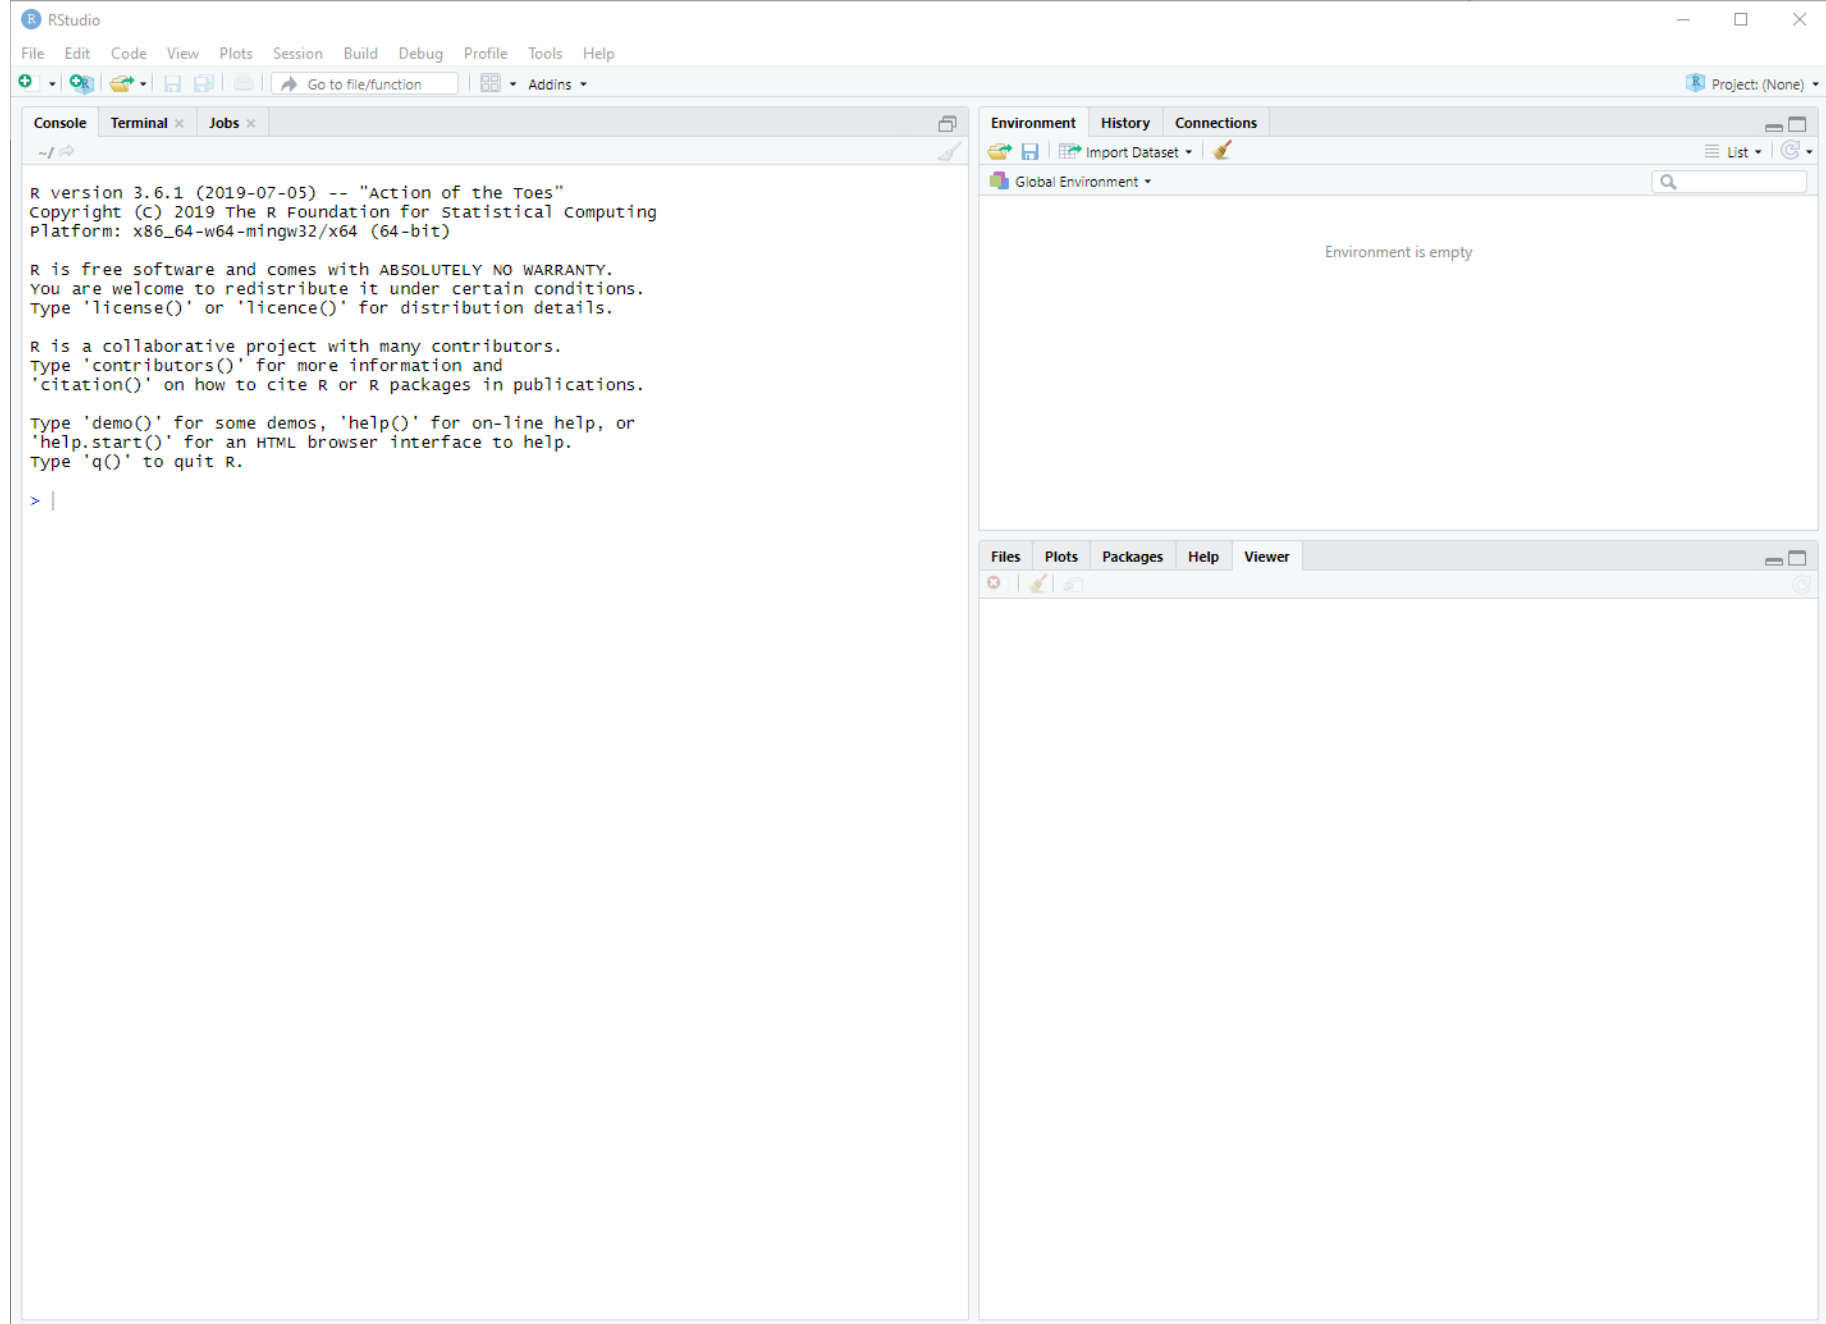 RStudio
File Edit Code View Plots Session Build Debug Profile Tools Help
Go to file/function Addins Project: (None)
Console Terminal Jobs
~/
R version 3.6.1 (2019-07-05) -- "Action of the Toes"
Copyright (C) 2019 The R Foundation for Statistical Computing
Platform: x86_64-w64-mingw32/x64 (64-bit)
R is free software and comes with ABSOLUTELY NO WARRANTY.
You are welcome to redistribute it under certain conditions.
Type 'license()' or 'licence()' for distribution details.
R is a collaborative project with many contributors.
Type 'contributors()' for more information and
'citation()' on how to cite R or R packages in publications.
Type 'demo()' for some demos, 'help()' for on-line help, or
'help.start()' for an HTML browser interface to help.
Type 'q()' to quit R.
>
Environment History Connections
Import Dataset List
Global Environment
Environment is empty
Files Plots Packages Help Viewer